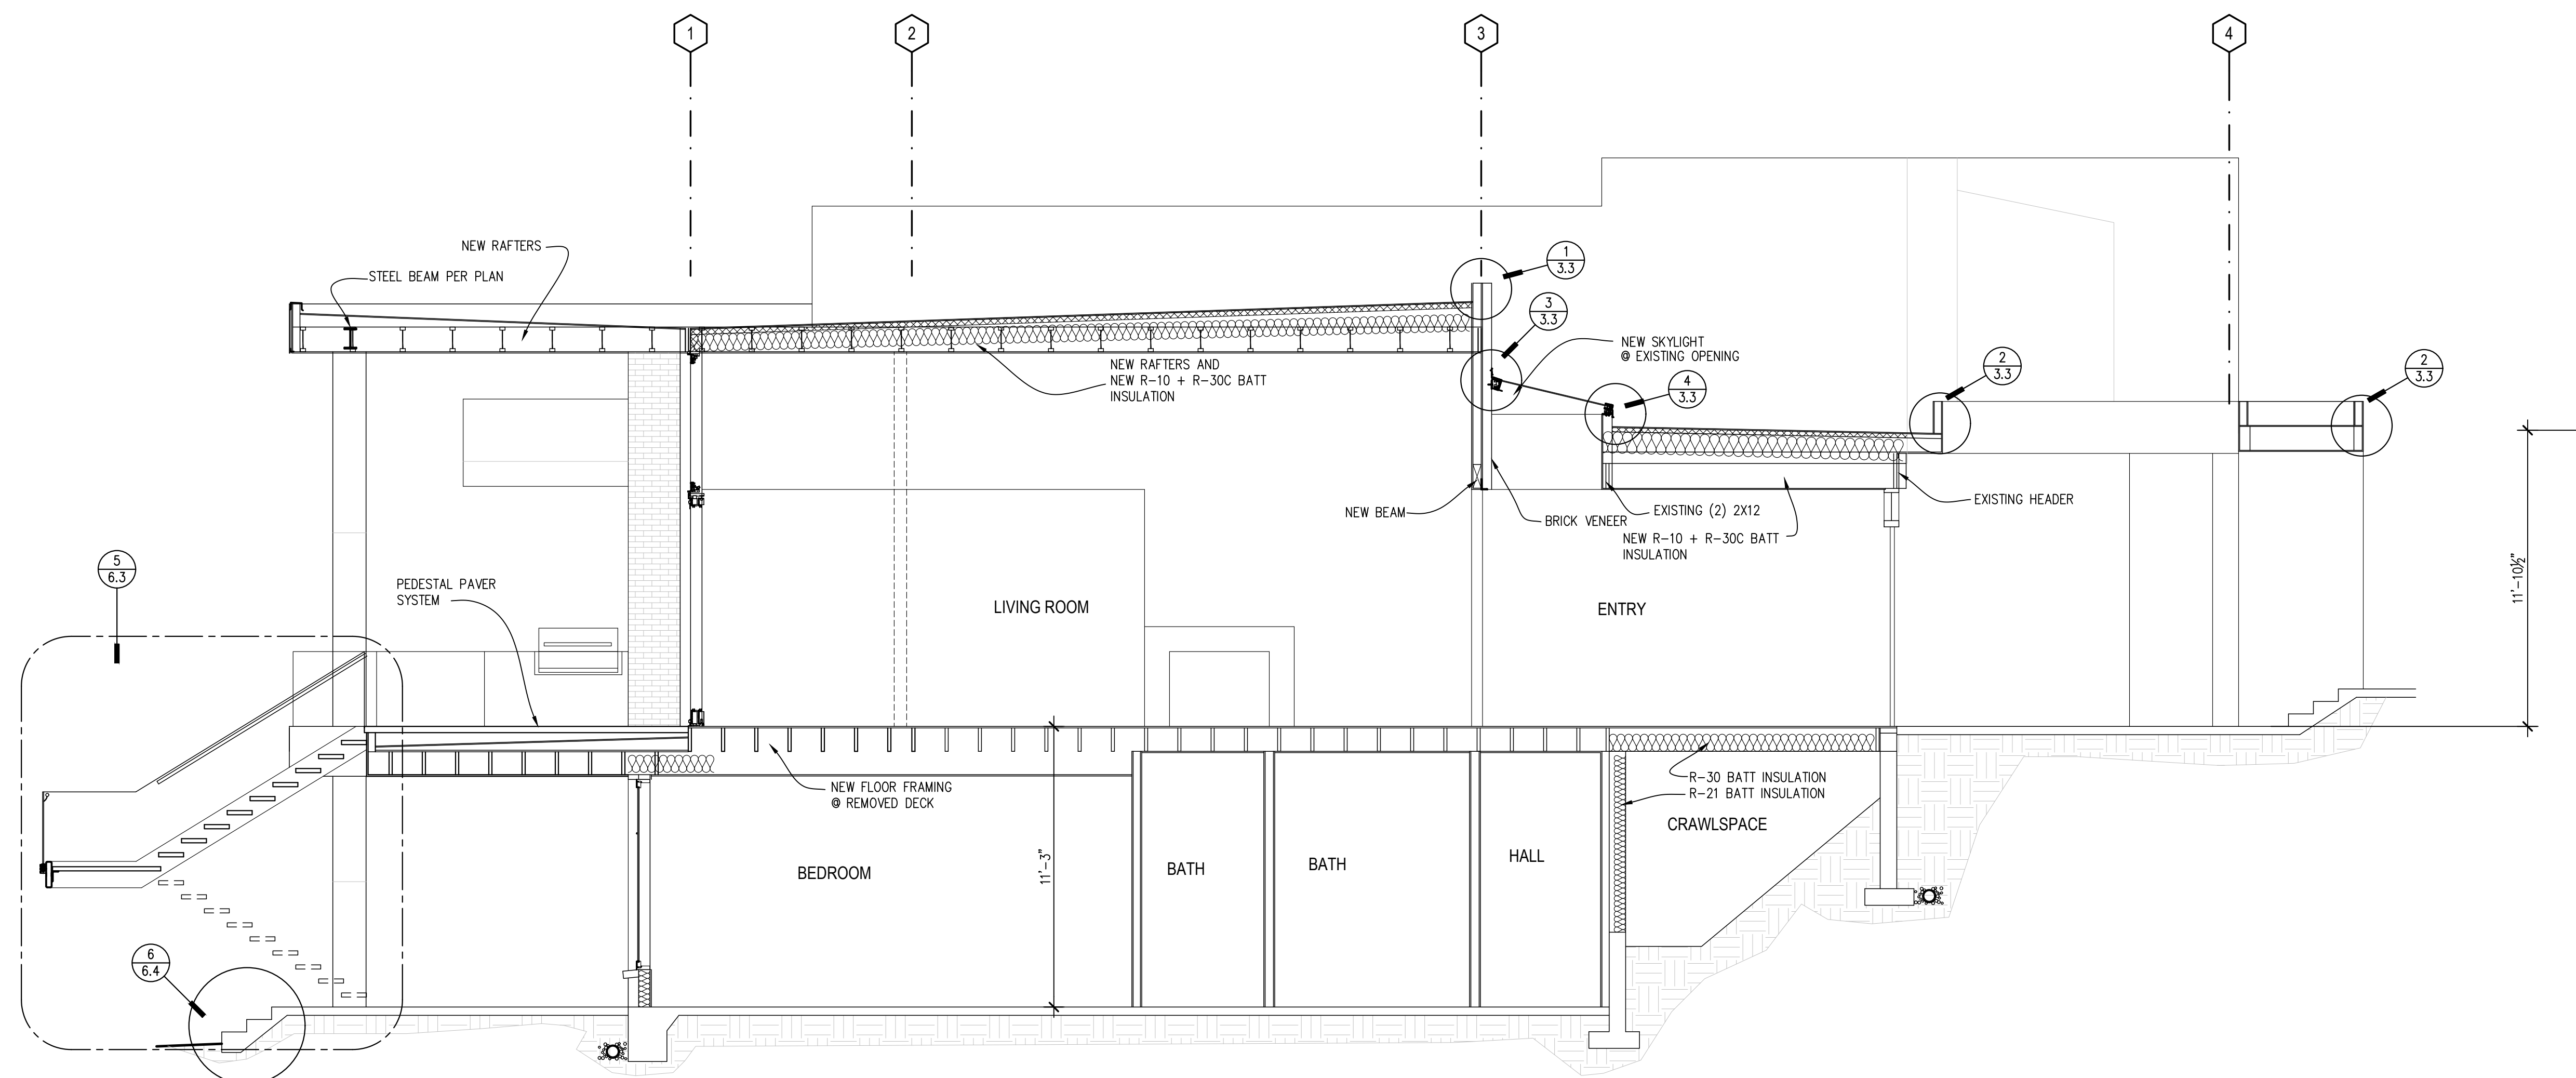 1
2
3
4
NEW RAFTERS
STEEL BEAM PER PLAN
1
3.3
3
3.3
NEW SKYLIGHT
@ EXISTING OPENING
2
3.3
2
3.3
4
3.3
NEW RAFTERS AND
NEW R-10 + R-30C BATT
INSULATION
NEW BEAM
BRICK VENEER
EXISTING (2) 2X12
EXISTING HEADER
NEW R-10 + R-30C BATT
INSULATION
11'-10½"
5
6.3
PEDESTAL PAVER
SYSTEM
LIVING ROOM
ENTRY
NEW FLOOR FRAMING
@ REMOVED DECK
R-30 BATT INSULATION
R-21 BATT INSULATION
CRAWLSPACE
BEDROOM
11'-3"
BATH
BATH
HALL
6
6.4